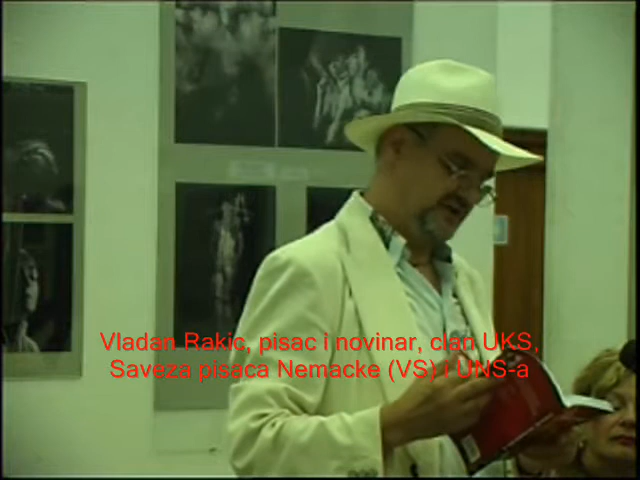 Vladan Rakic, pisac i novinar, clan UKS,
Saveza pisaca Nemacke (VS) i UNS-a